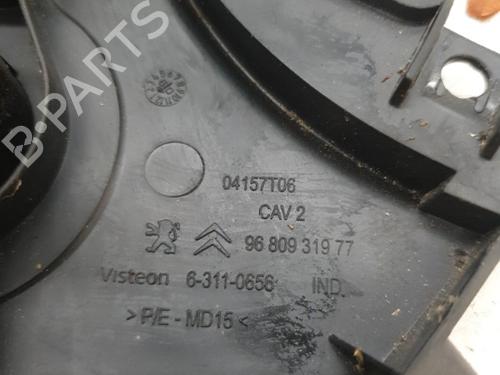 B-PARTS
04157T06
CAV 2
96 809 319 77
Visteon 6-311-0656 IND.
>P/E - MD15<